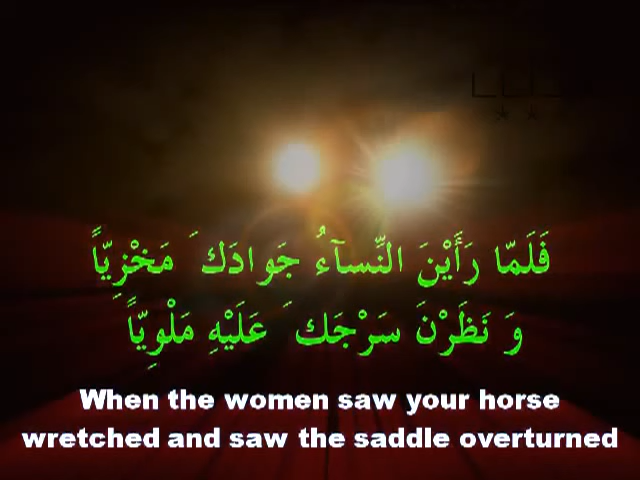 فَلَمّا رَأَيْنَ النِّسآءُ جَوادَكَ مَخْزِيّاً
وَ نَظَرْنَ سَرْجَكَ عَلَيْهِ مَلْوِيّاً
When the women saw your horse
wretched and saw the saddle overturned